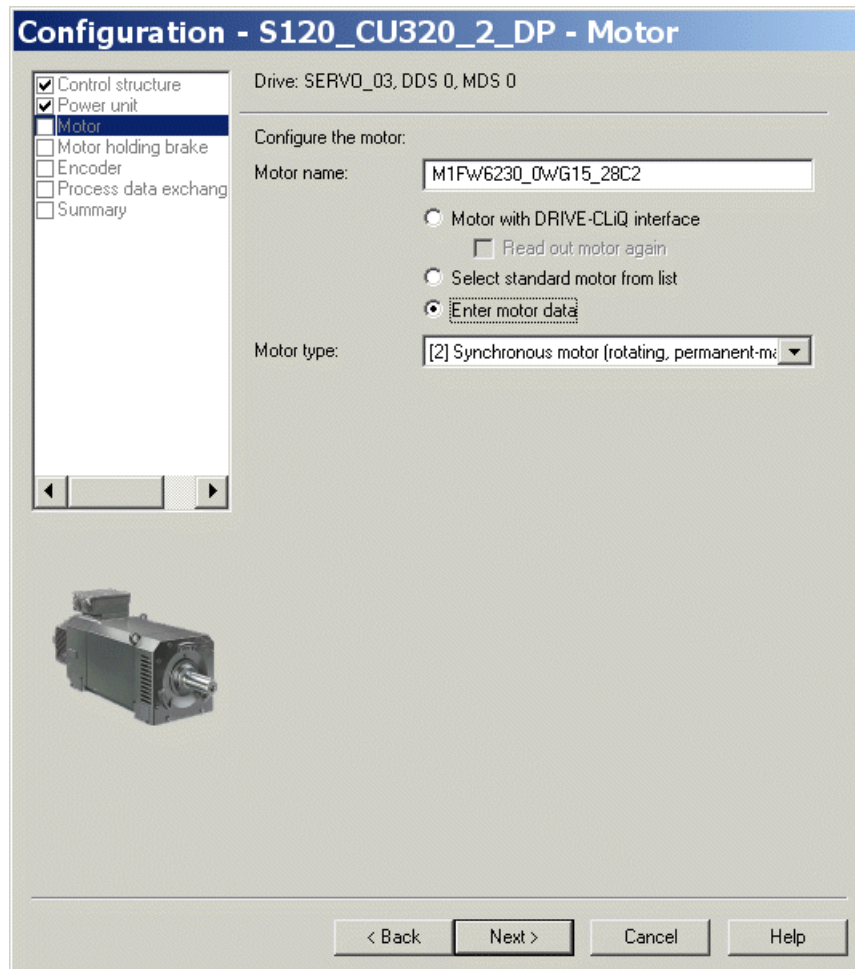 Configuration - S120_CU320_2_DP - Motor
Control structure
Power unit
Motor
Motor holding brake
Encoder
Process data exchang
Summary
Drive: SERVO_03, DDS 0, MDS 0
Configure the motor:
Motor name:
M1FW6230_0WG15_28C2
Motor with DRIVE-CLiQ interface
Read out motor again
Select standard motor from list
Enter motor data
Motor type:
[2] Synchronous motor (rotating, permanent-ma
< Back
Next >
Cancel
Help